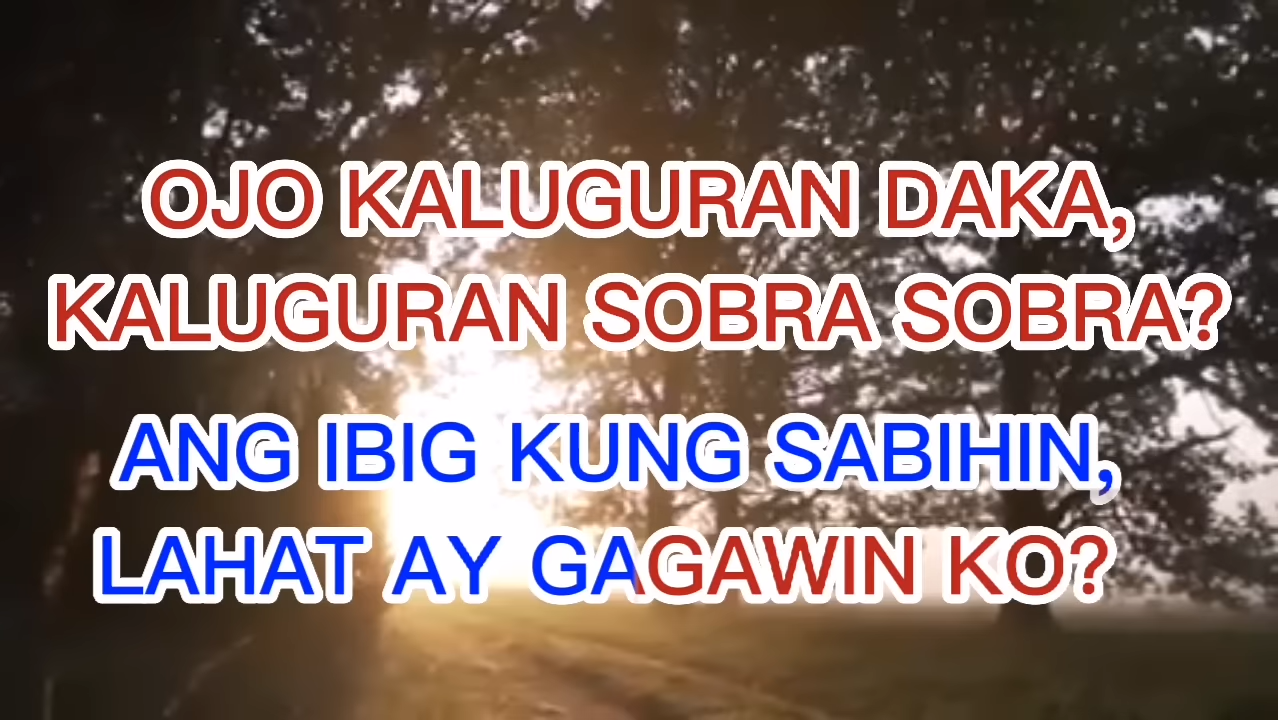 OJO KALUGURAN DAKA,
KALUGURAN SOBRA SOBRA?
ANG IBIG KUNG SABIHIN,
LAHAT AY GAGAWIN KO?